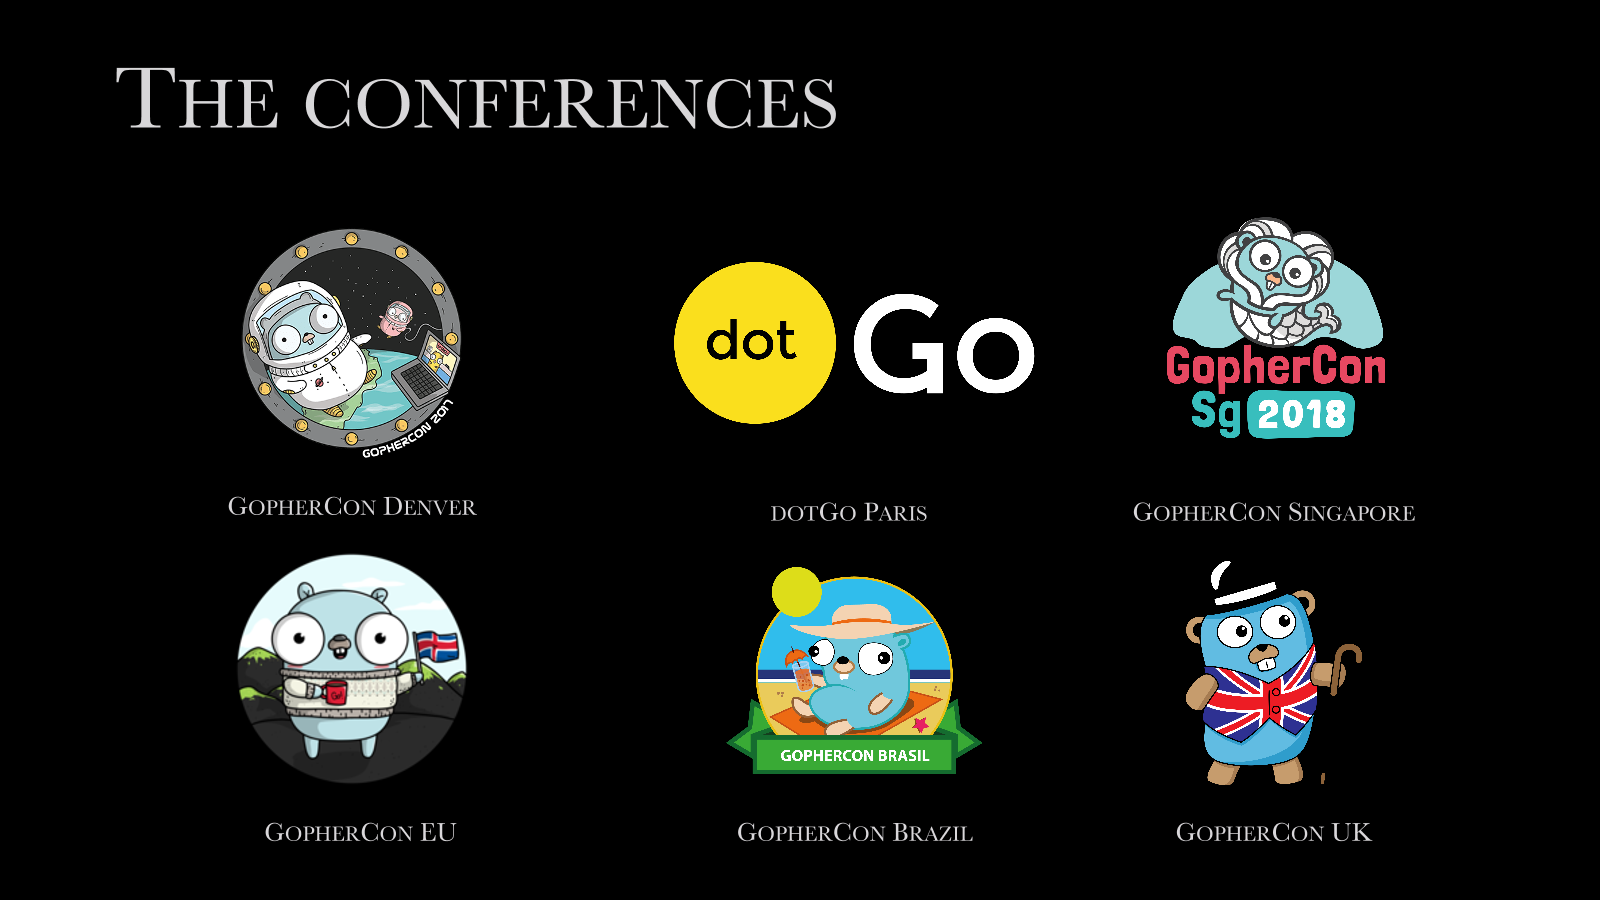 The conferences
GOPHERCON 2017
dot Go
GopherCon
Sg 2018
GopherCon Denver
dotGo Paris
GopherCon Singapore
Go!
GOPHERCON BRASIL
GopherCon EU
GopherCon Brazil
GopherCon UK